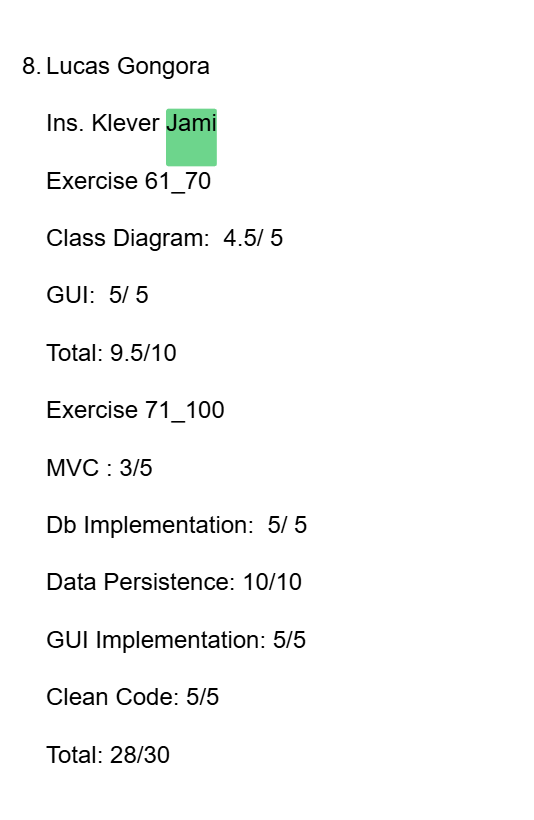 8. Lucas Gongora
Ins. Klever Jami
Exercise 61_70
Class Diagram:  4.5/ 5
GUI:  5/ 5
Total: 9.5/10
Exercise 71_100
MVC : 3/5
Db Implementation:  5/ 5
Data Persistence: 10/10
GUI Implementation: 5/5
Clean Code: 5/5
Total: 28/30